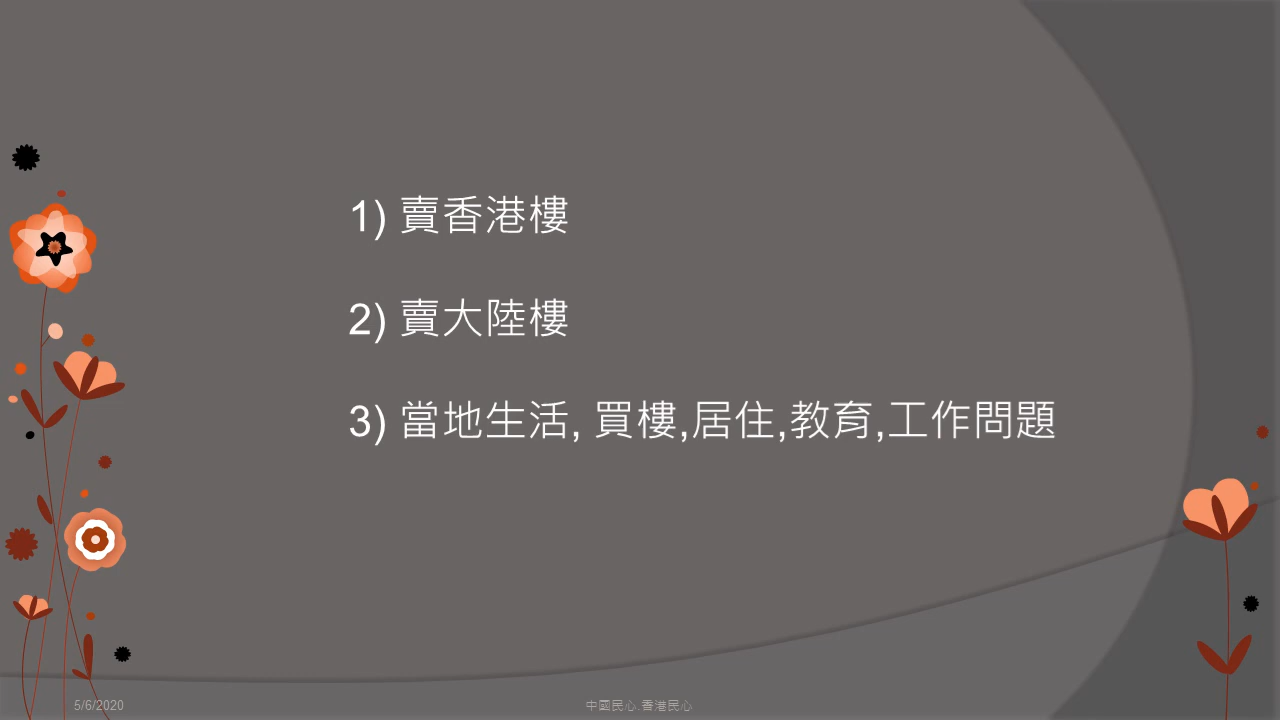 1) 賣香港樓
2) 賣大陸樓
3) 當地生活, 買樓,居住,教育,工作問題
5/6/2020
中國民心.香港民心